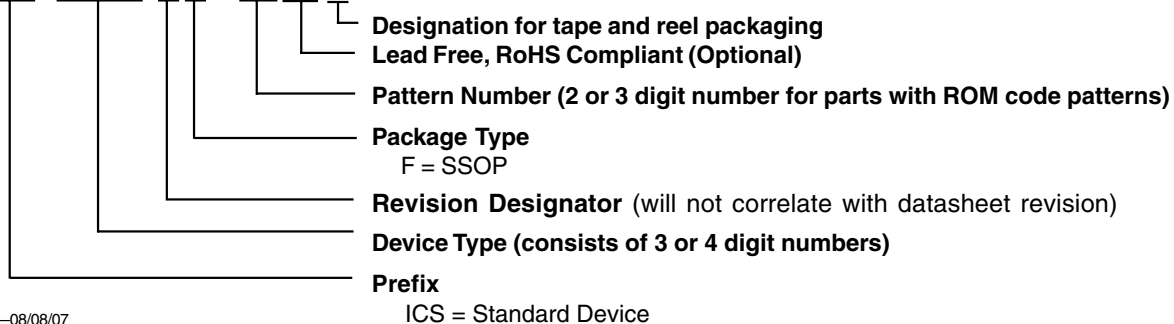 Designation for tape and reel packaging
Lead Free, RoHS Compliant (Optional)
Pattern Number (2 or 3 digit number for parts with ROM code patterns)
Package Type
F = SSOP
Revision Designator (will not correlate with datasheet revision)
Device Type (consists of 3 or 4 digit numbers)
Prefix
ICS = Standard Device
—08/08/07